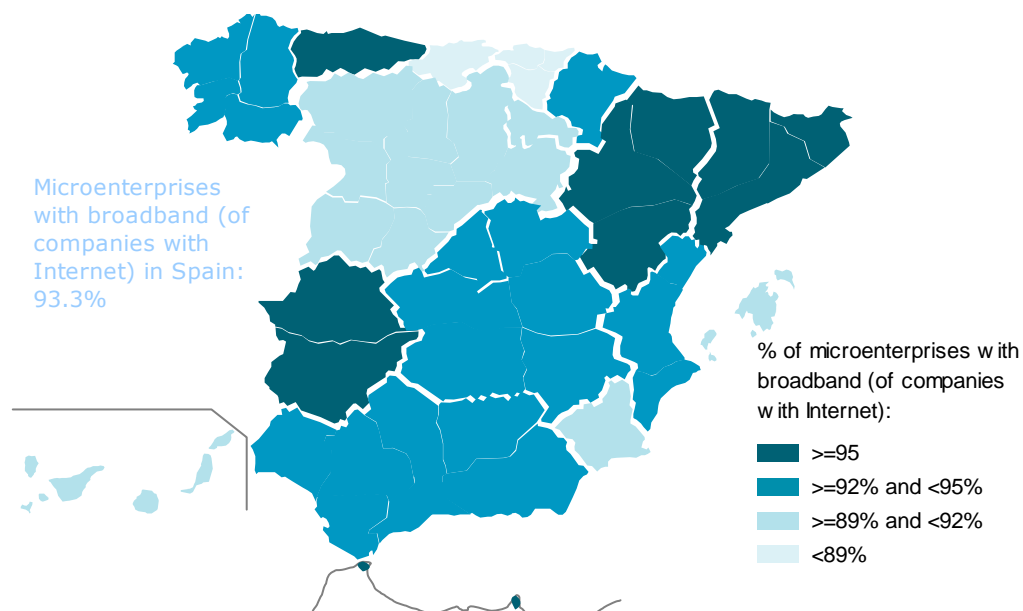 Microenterprises
with broadband (of
companies with
Internet) in Spain:
93.3%
% of microenterprises with
broadband (of companies
with Internet):
>=95
>=92% and <95%
>=89% and <92%
<89%